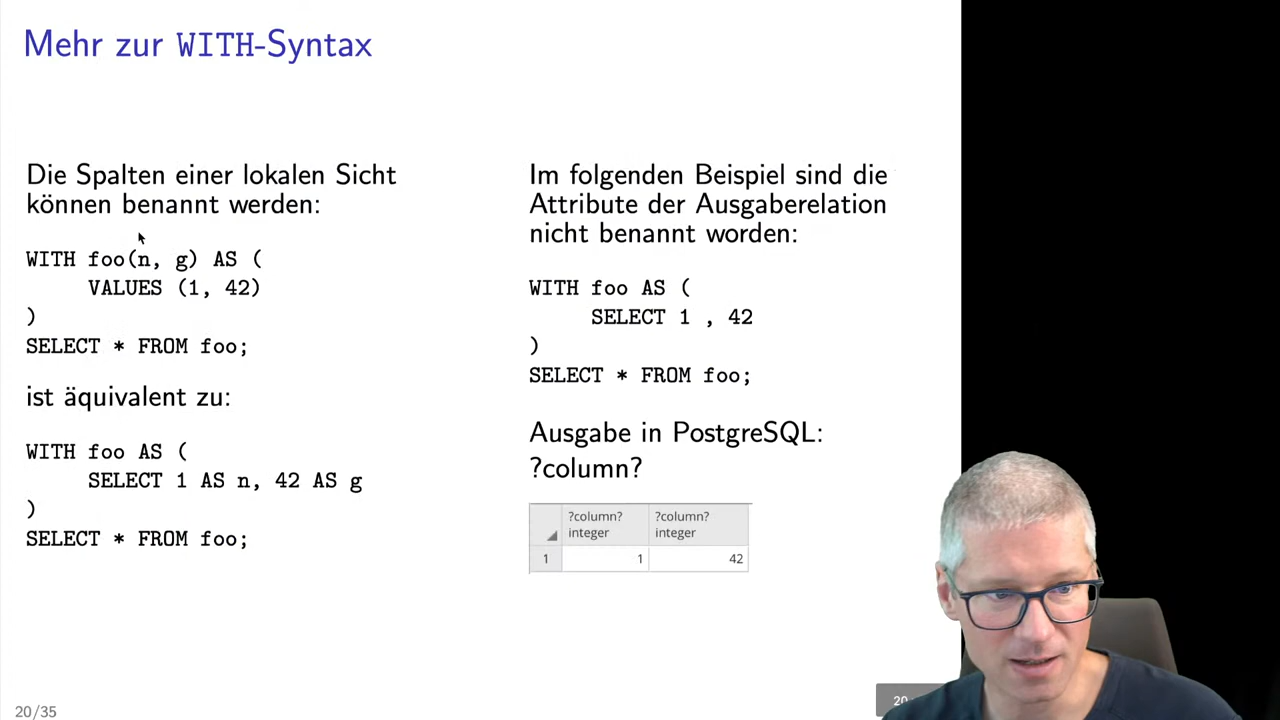 Mehr zur WITH-Syntax
Die Spalten einer lokalen Sicht
können benannt werden:
WITH foo(n, g) AS (
VALUES (1, 42)
)
SELECT * FROM foo;
ist äquivalent zu:
WITH foo AS (
SELECT 1 AS n, 42 AS g
)
SELECT * FROM foo;
Im folgenden Beispiel sind die
Attribute der Ausgaberelation
nicht benannt worden:
WITH foo AS (
SELECT 1 , 42
)
SELECT * FROM foo;
Ausgabe in PostgreSQL:
?column?
?column? ?column?
integer integer
1 1 42
20/35
20